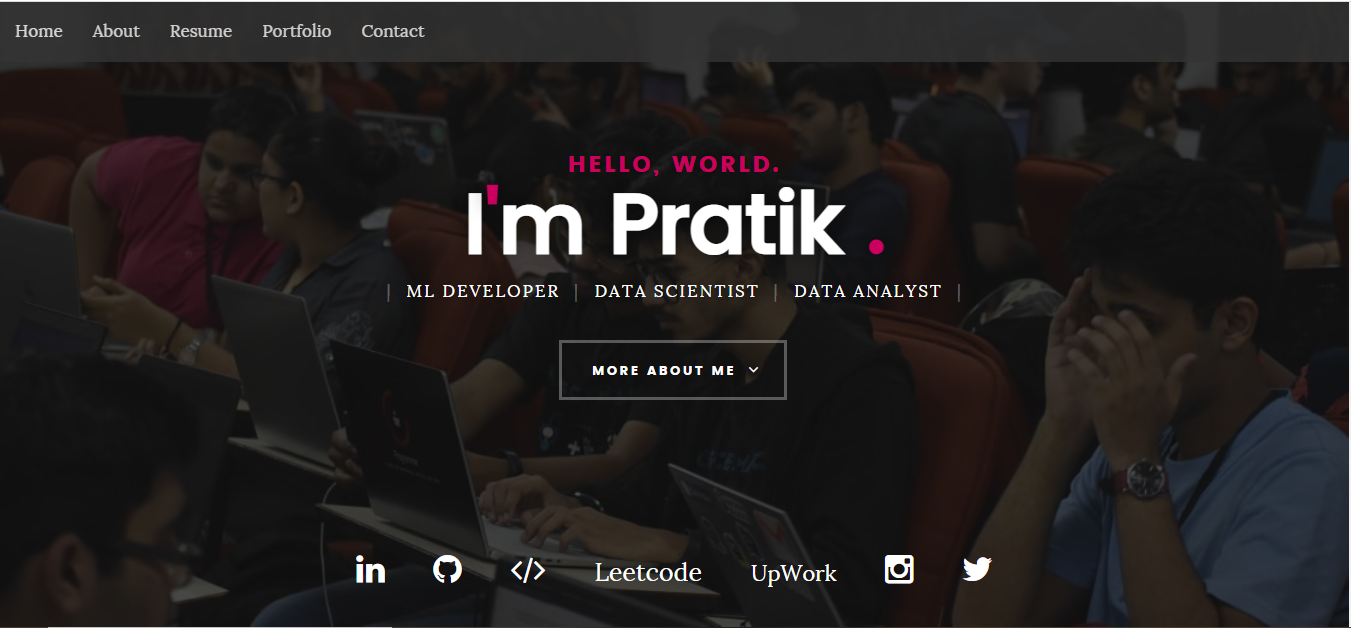 Home About Resume Portfolio Contact
HELLO, WORLD.
I'm Pratik .
| ML DEVELOPER | DATA SCIENTIST | DATA ANALYST |
MORE ABOUT ME
in </> Leetcode UpWork